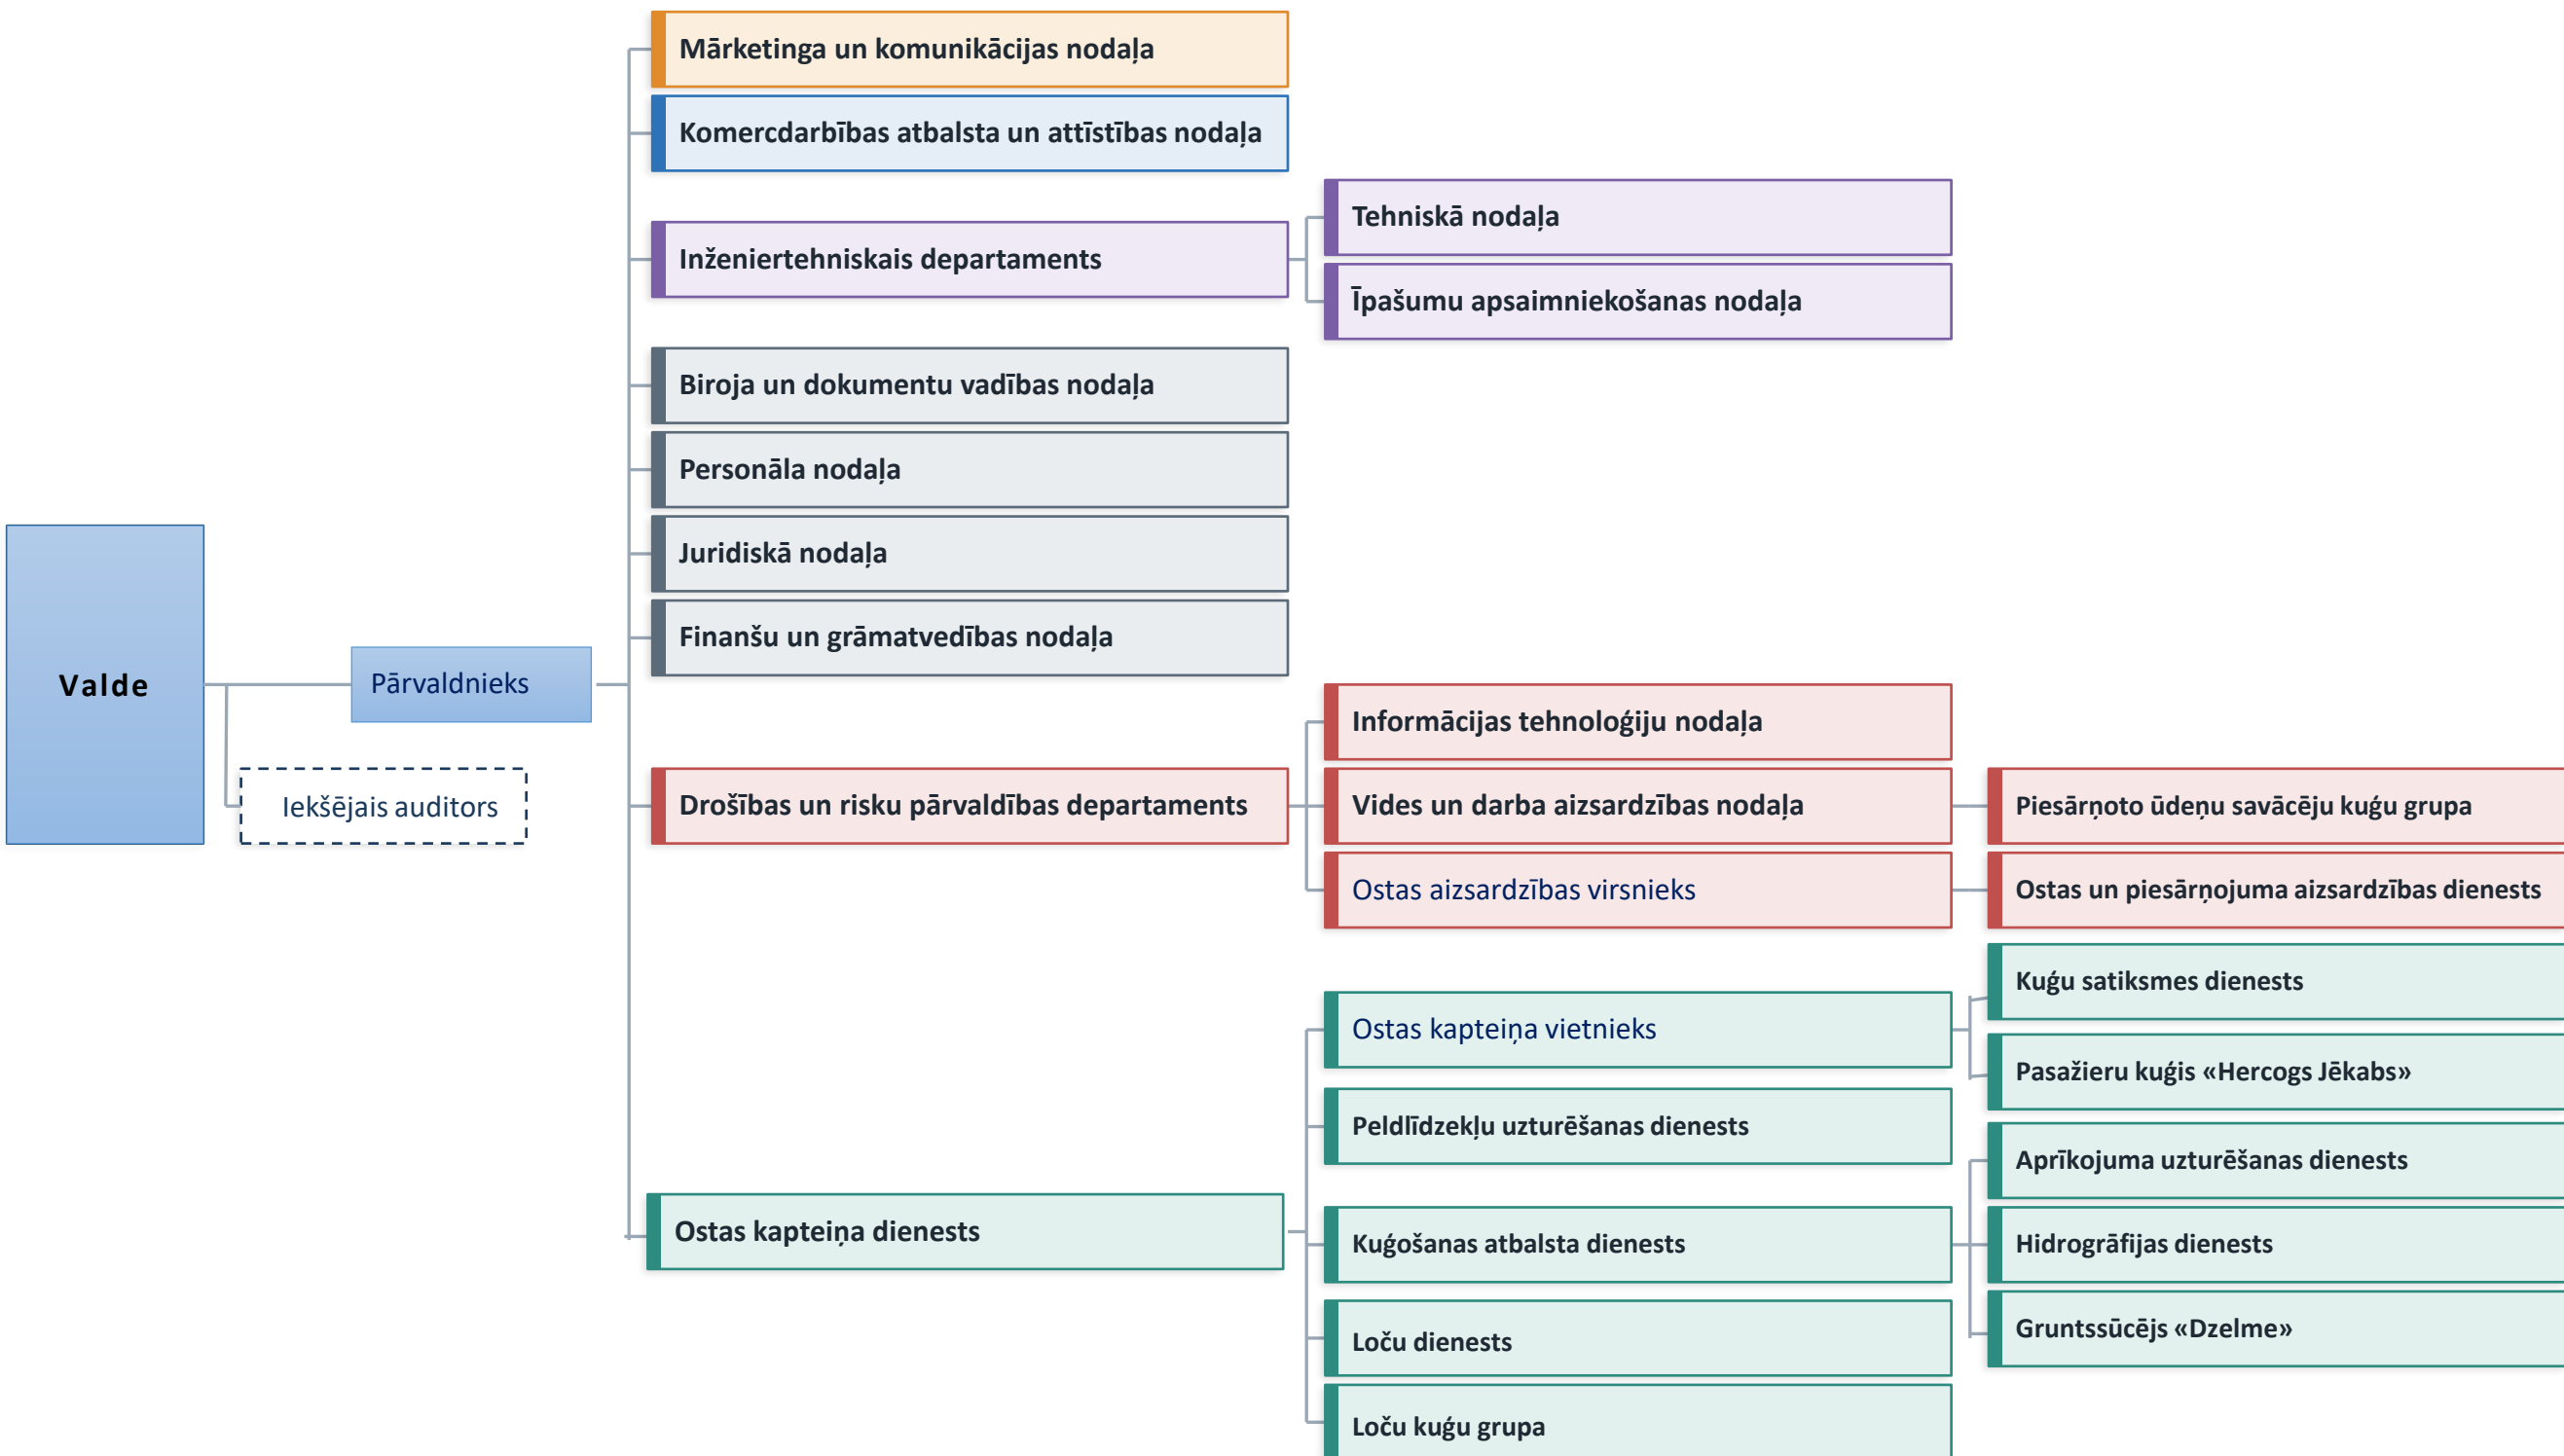 Valde
Pārvaldnieks
Iekšējais auditors
Mārketinga un komunikācijas nodaļa
Komercdarbības atbalsta un attīstības nodaļa
Inženiertehniskais departaments
Tehniskā nodaļa
Īpašumu apsaimniekošanas nodaļa
Biroja un dokumentu vadības nodaļa
Personāla nodaļa
Juridiskā nodaļa
Finanšu un grāmatvedības nodaļa
Drošības un risku pārvaldības departaments
Informācijas tehnoloģiju nodaļa
Vides un darba aizsardzības nodaļa
Piesārņoto ūdeņu savācēju kuģu grupa
Ostas aizsardzības virsnieks
Ostas un piesārņojuma aizsardzības dienests
Ostas kapteiņa dienests
Ostas kapteiņa vietnieks
Kuģu satiksmes dienests
Pasažieru kuģis «Hercogs Jēkabs»
Peldlīdzekļu uzturēšanas dienests
Kuģošanas atbalsta dienests
Aprīkojuma uzturēšanas dienests
Hidrogrāfijas dienests
Gruntssūcējs «Dzelme»
Loču dienests
Loču kuģu grupa